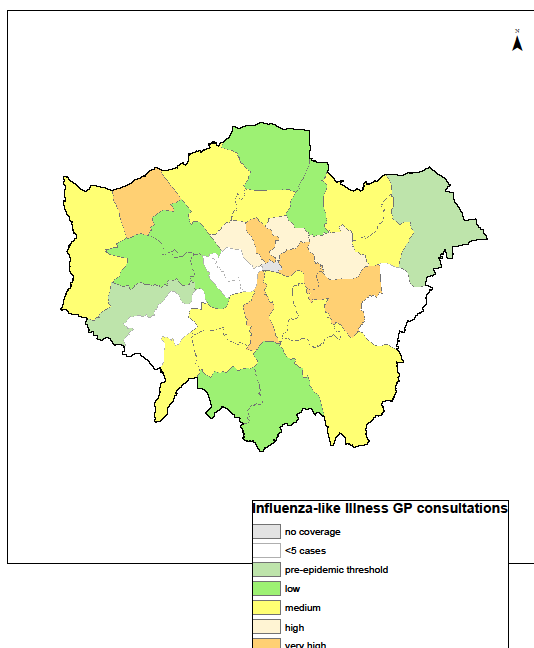 N
Influenza-like Illness GP consultations
no coverage
<5 cases
pre-epidemic threshold
low
medium
high
very high